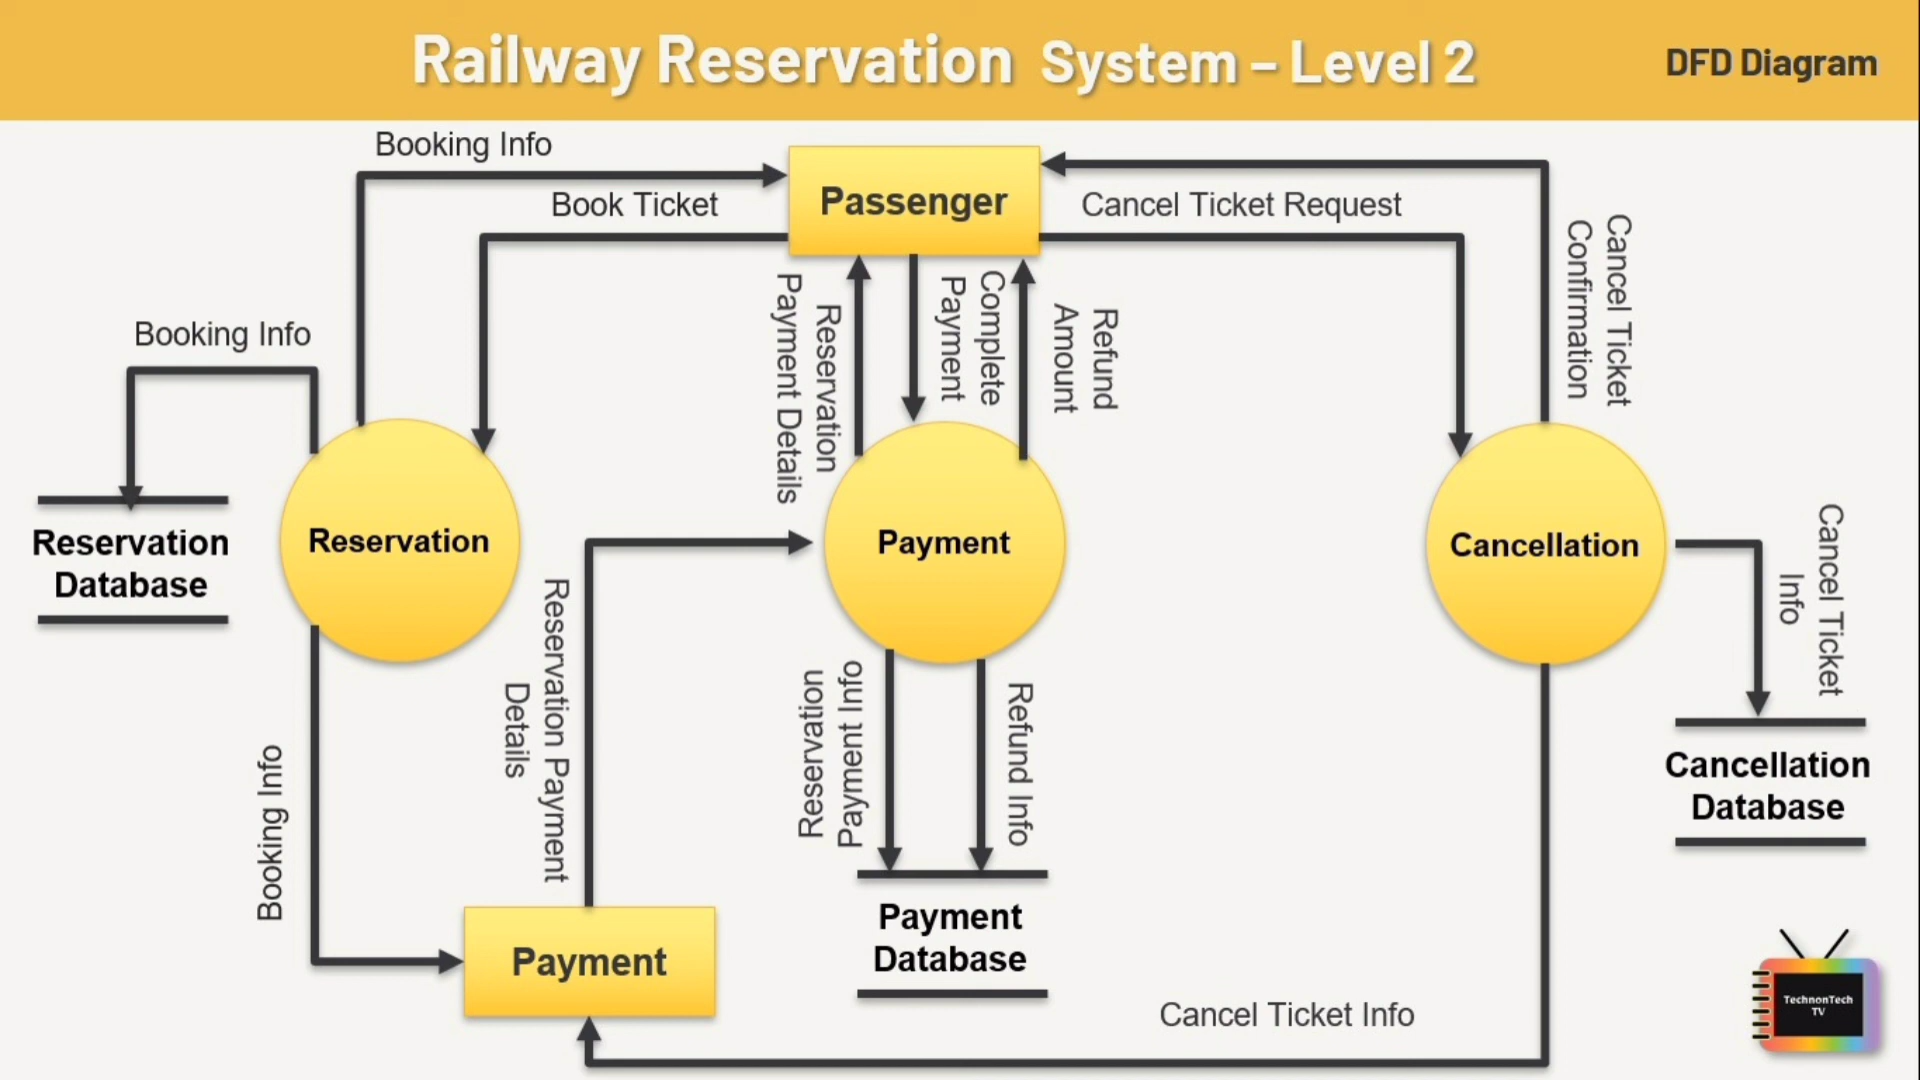 Railway Reservation System – Level 2
DFD Diagram
Booking Info
Book Ticket
Passenger
Cancel Ticket Request
Cancel Ticket
Confirmation
Booking Info
Reservation
Payment Details
Complete
Payment
Refund
Amount
Reservation
Database
Reservation
Payment
Cancellation
Cancel Ticket
Info
Reservation Payment
Details
Reservation
Payment Info
Refund Info
Booking Info
Cancellation
Database
Payment
Payment
Database
Cancel Ticket Info
TechnonTech
TV